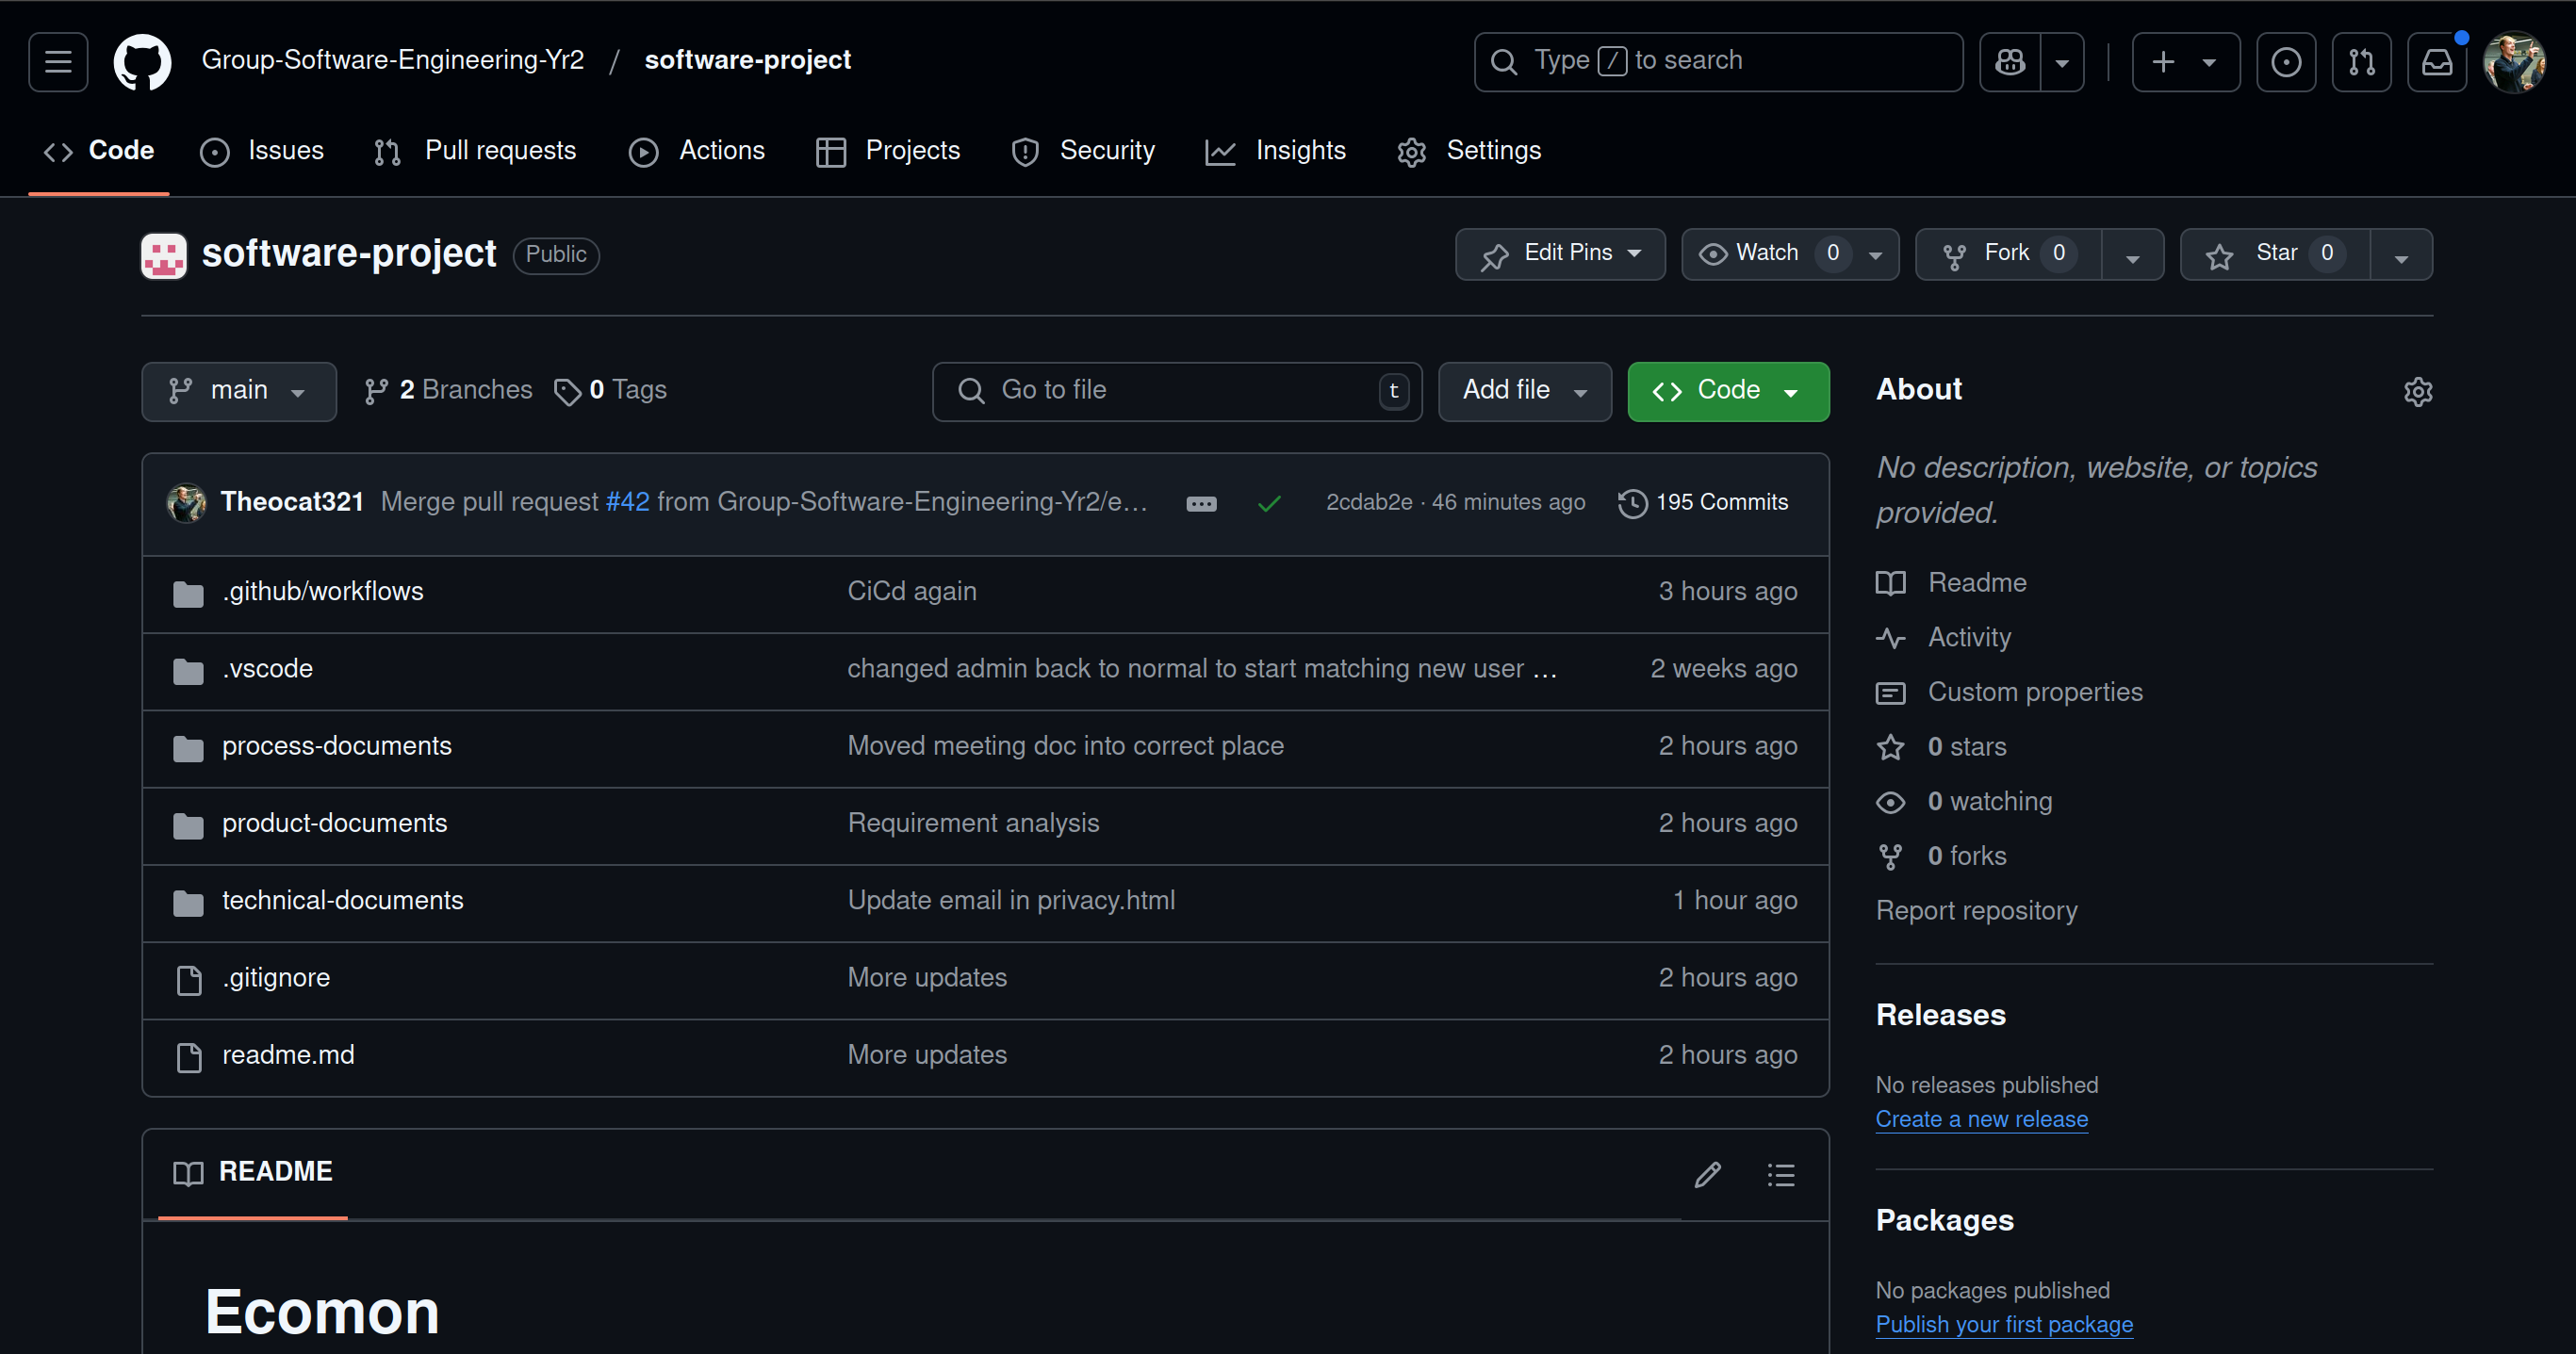 Group-Software-Engineering-Yr2 / software-project
Type / to search
Code Issues Pull requests Actions Projects Security Insights Settings
software-project Public
Edit Pins Watch 0 Fork 0 Star 0
main 2 Branches 0 Tags
Go to file t Add file Code
Theocat321 Merge pull request #42 from Group-Software-Engineering-Yr2/e… 2cdab2e · 46 minutes ago 195 Commits
.github/workflows CiCd again 3 hours ago
.vscode changed admin back to normal to start matching new user … 2 weeks ago
process-documents Moved meeting doc into correct place 2 hours ago
product-documents Requirement analysis 2 hours ago
technical-documents Update email in privacy.html 1 hour ago
.gitignore More updates 2 hours ago
readme.md More updates 2 hours ago
README
Ecomon
About
No description, website, or topics
provided.
Readme
Activity
Custom properties
0 stars
0 watching
0 forks
Report repository
Releases
No releases published
Create a new release
Packages
No packages published
Publish your first package